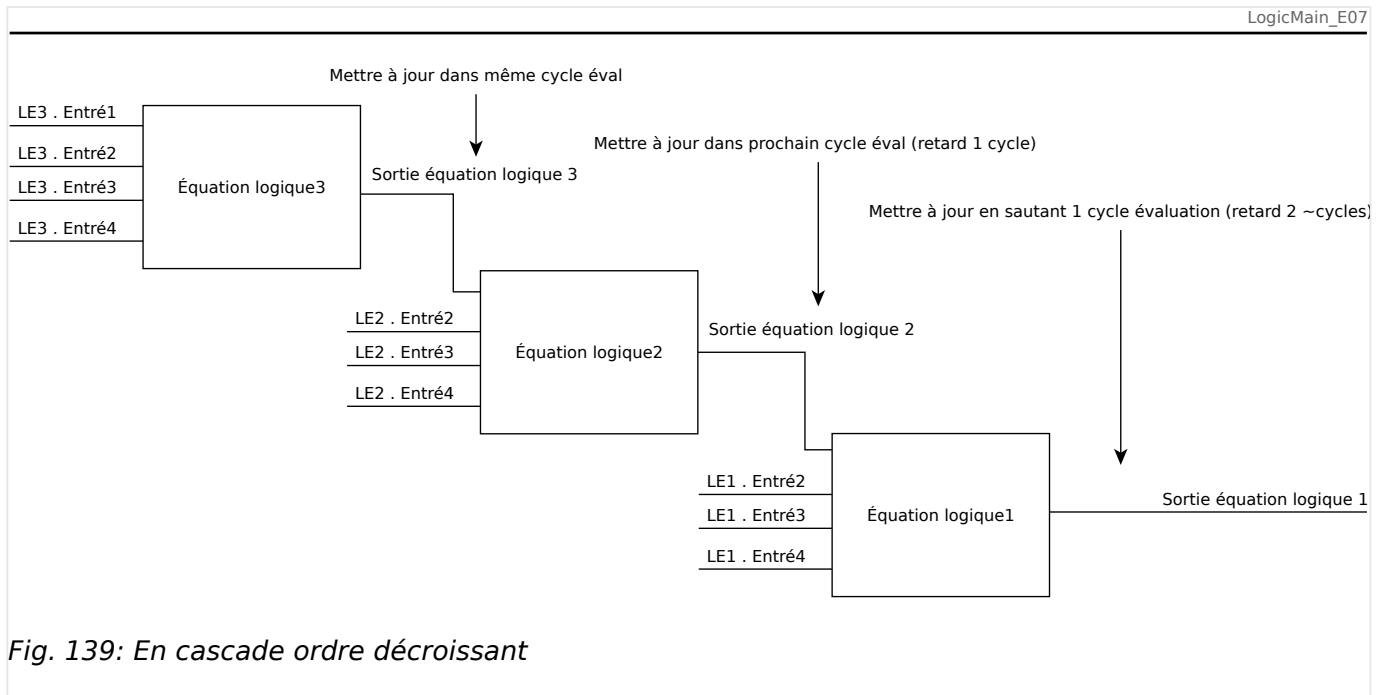 LogicMain_E07
Mettre à jour dans même cycle éval
LE3 . Entré1
Mettre à jour dans prochain cycle éval (retard 1 cycle)
LE3 . Entré2
Sortie équation logique 3
LE3 . Entré3
Équation logique3
Mettre à jour en sautant 1 cycle évaluation (retard 2 ~cycles)
LE3 . Entré4
LE2 . Entré2
Sortie équation logique 2
LE2 . Entré3
Équation logique2
LE2 . Entré4
LE1 . Entré2
Sortie équation logique 1
LE1 . Entré3
Équation logique1
LE1 . Entré4
Fig. 139: En cascade ordre décroissant